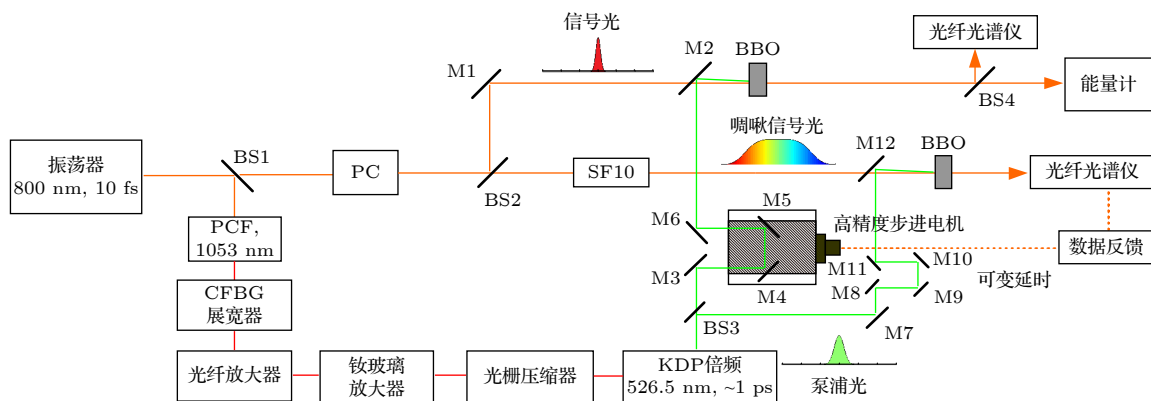 信号光
光纤光谱仪
M1
M2
BBO
BS4
能量计
啁啾信号光
振荡器
800 nm, 10 fs
BS1
PC
BS2
SF10
M12
BBO
光纤光谱仪
PCF,
1053 nm
M6
M5
高精度步进电机
数据反馈
M3
M4
M11
M10
M8
M9
可变延时
CFBG
展宽器
BS3
M7
光纤放大器
钕玻璃
放大器
光栅压缩器
KDP倍频
526.5 nm, ~1 ps
泵浦光